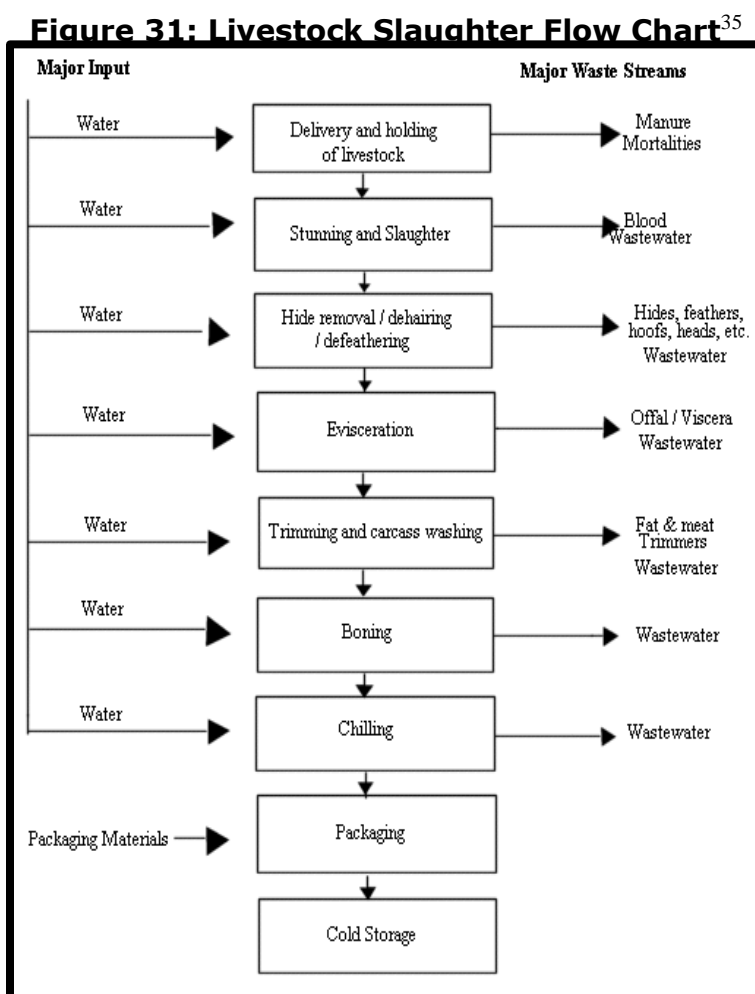 Figure 31: Livestock Slaughter Flow Chart35
Major Input
Major Waste Streams
Water
Delivery and holding
of livestock
Manure
Mortalities
Water
Stunning and Slaughter
Blood
Wastewater
Water
Hide removal / dehairing
/ defeathering
Hides, feathers,
hoofs, heads, etc.
Wastewater
Water
Evisceration
Offal / Viscera
Wastewater
Water
Trimming and carcass washing
Fat & meat
Trimmers
Wastewater
Water
Boning
Wastewater
Water
Chilling
Wastewater
Packaging Materials
Packaging
Cold Storage